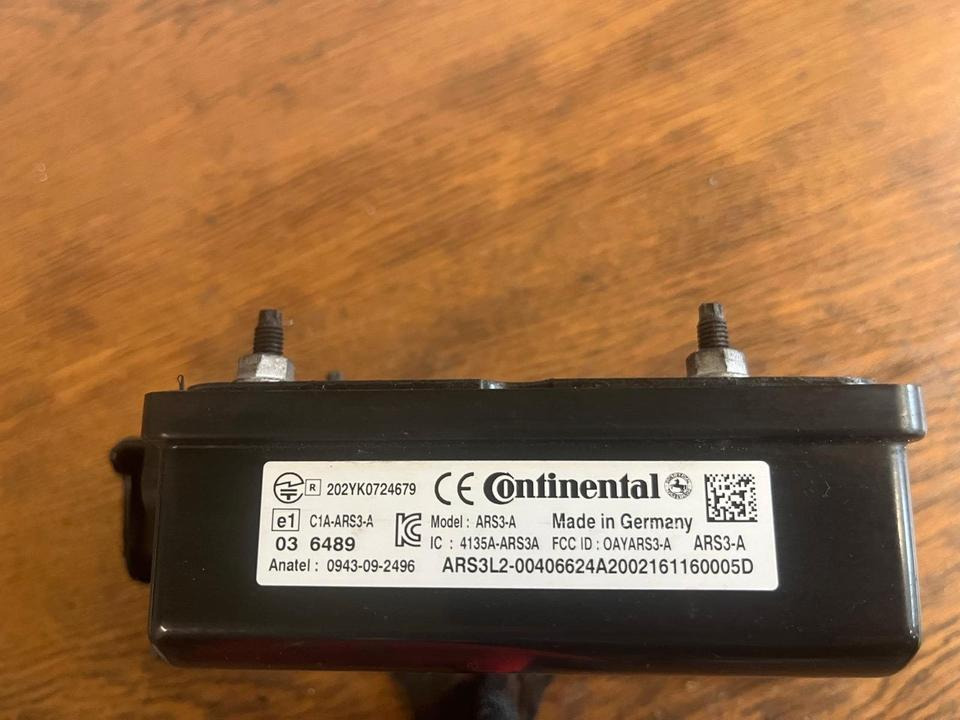 R 202YK0724679 CE Continental
e1 C1A-ARS3-A Model : ARS3-A Made in Germany
03 6489 IC : 4135A-ARS3A FCC ID : OAYARS3-A ARS3-A
Anatel : 0943-09-2496 ARS3L2-00406624A2002161160005D